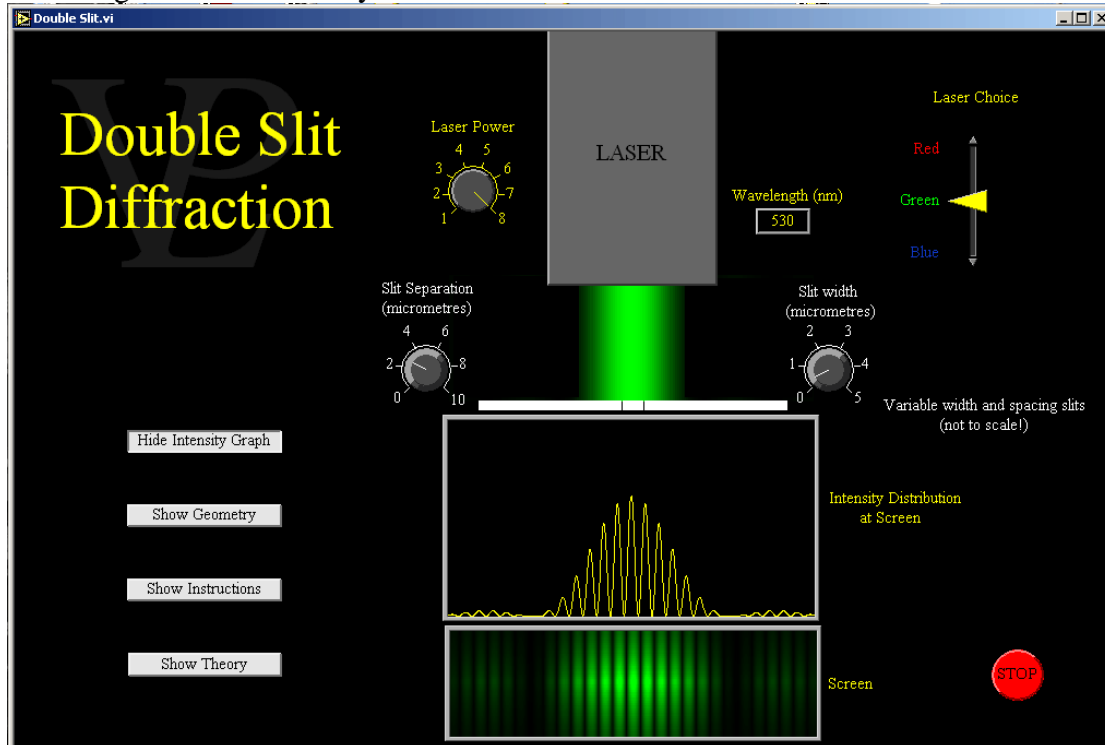 Double Slit.vi
Double Slit
Diffraction
Laser Power
1
2
3
4
5
6
7
8
LASER
Wavelength (nm)
530
Laser Choice
Red
Green
Blue
Slit Separation
(micrometres)
0
2
4
6
8
10
Slit width
(micrometres)
0
1
2
3
4
5
Variable width and spacing slits
(not to scale!)
Hide Intensity Graph
Show Geometry
Show Instructions
Show Theory
Intensity Distribution
at Screen
Screen
STOP